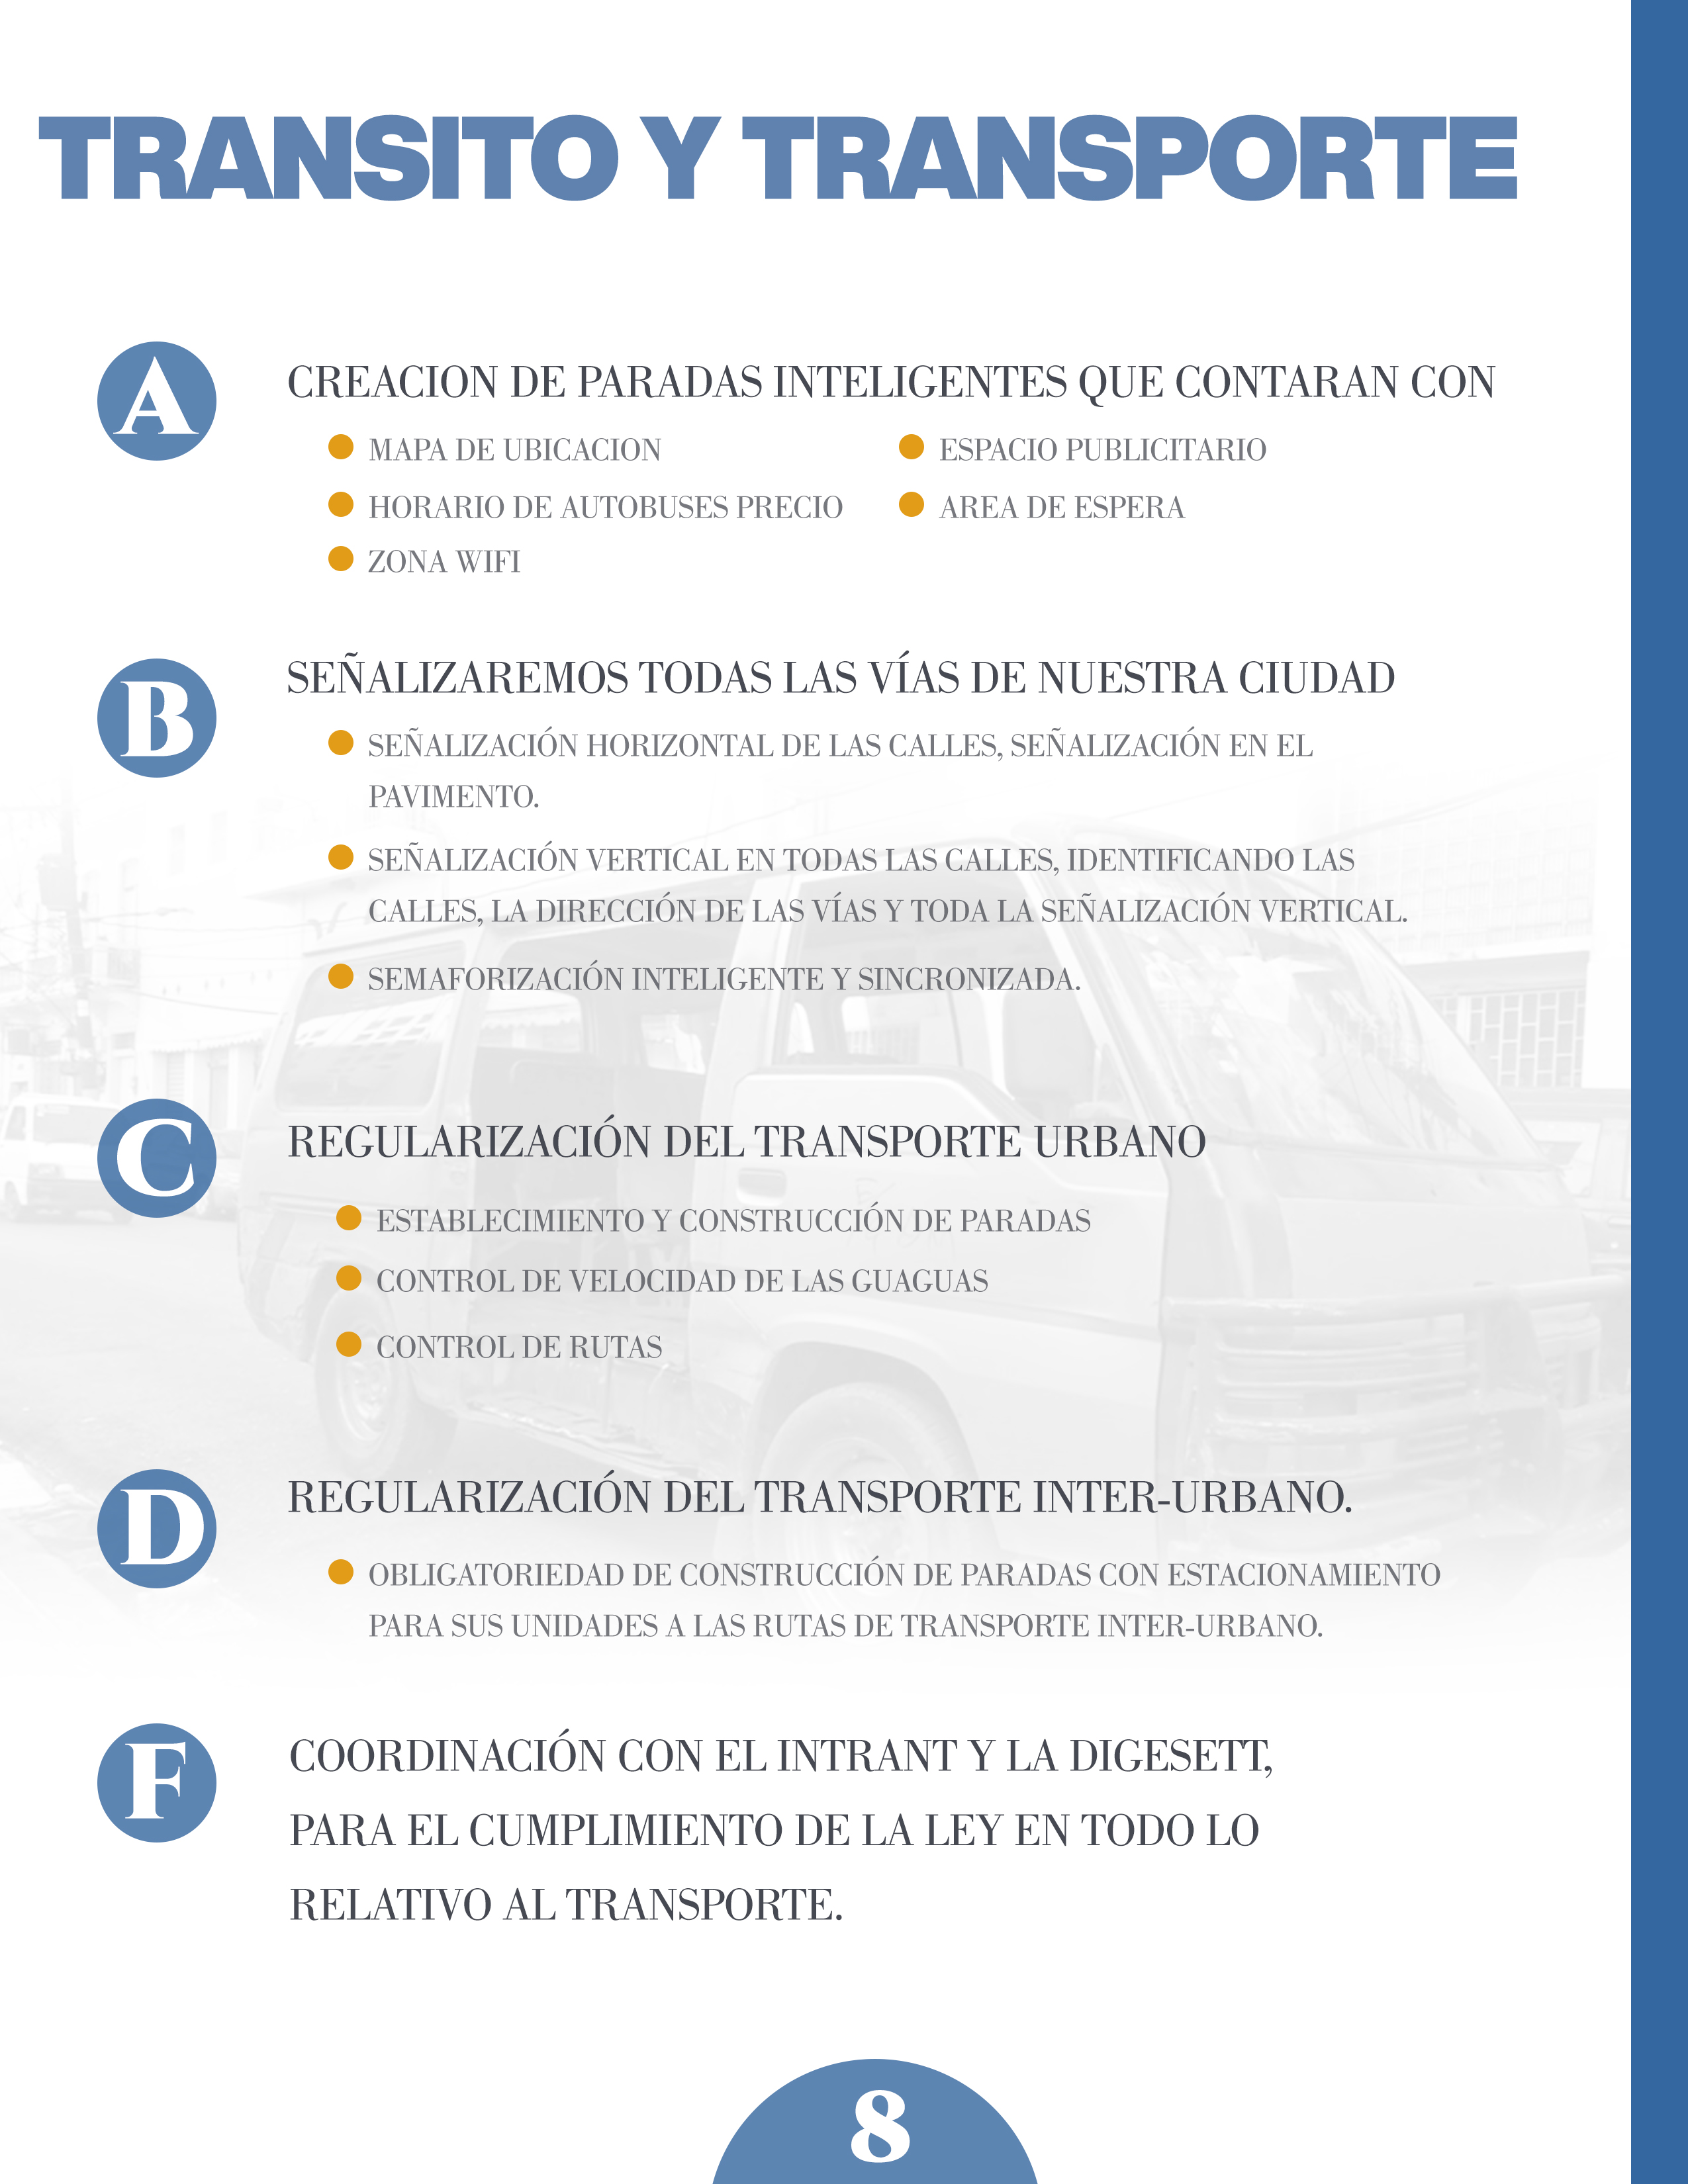 TRANSITO Y TRANSPORTE
A
CREACION DE PARADAS INTELIGENTES QUE CONTARAN CON
MAPA DE UBICACION
HORARIO DE AUTOBUSES PRECIO
ZONA WIFI
ESPACIO PUBLICITARIO
AREA DE ESPERA
B
SEÑALIZAREMOS TODAS LAS VÍAS DE NUESTRA CIUDAD
SEÑALIZACIÓN HORIZONTAL DE LAS CALLES, SEÑALIZACIÓN EN EL
PAVIMENTO.
SEÑALIZACIÓN VERTICAL EN TODAS LAS CALLES, IDENTIFICANDO LAS
CALLES, LA DIRECCIÓN DE LAS VÍAS Y TODA LA SEÑALIZACIÓN VERTICAL.
SEMAFORIZACIÓN INTELIGENTE Y SINCRONIZADA.
C
REGULARIZACIÓN DEL TRANSPORTE URBANO
ESTABLECIMIENTO Y CONSTRUCCIÓN DE PARADAS
CONTROL DE VELOCIDAD DE LAS GUAGUAS
CONTROL DE RUTAS
D
REGULARIZACIÓN DEL TRANSPORTE INTER-URBANO.
OBLIGATORIEDAD DE CONSTRUCCIÓN DE PARADAS CON ESTACIONAMIENTO
PARA SUS UNIDADES A LAS RUTAS DE TRANSPORTE INTER-URBANO.
F
COORDINACIÓN CON EL INTRANT Y LA DIGESETT,
PARA EL CUMPLIMIENTO DE LA LEY EN TODO LO
RELATIVO AL TRANSPORTE.
8